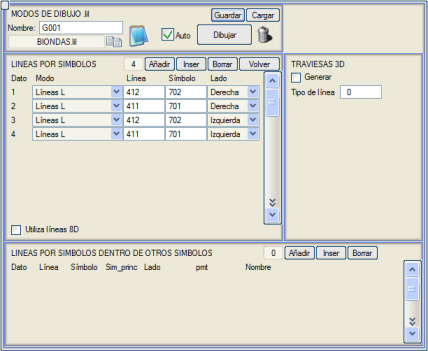 MODOS DE DIBUJO .lil Guardar Cargar
Nombre: G001
BIONDAS.lil Auto Dibujar
LINEAS POR SIMBOLOS 4 Añadir Inser Borrar Volver
Dato Modo Línea Símbolo Lado
1 Líneas L 412 702 Derecha
2 Líneas L 411 701 Derecha
3 Líneas L 412 702 Izquierda
4 Líneas L 411 701 Izquierda
Utiliza líneas 8D
TRAVIESAS 3D
Generar
Tipo de línea 0
LINEAS POR SIMBOLOS DENTRO DE OTROS SIMBOLOS 0 Añadir Inser Borrar
Dato Línea Símbolo Sim_princ Lado pmt Nombre